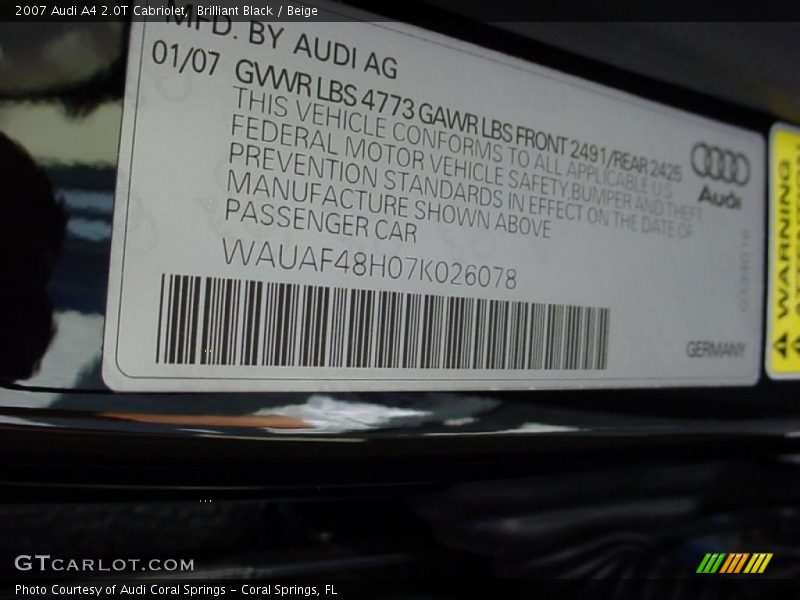 2007 Audi A4 2.0T Cabriolet, Brilliant Black / Beige
MFD. BY AUDI AG
01/07 GVWR LBS 4773 GAWR LBS FRONT 2491/REAR 2425
THIS VEHICLE CONFORMS TO ALL APPLICABLE U.S.
FEDERAL MOTOR VEHICLE SAFETY BUMPER AND THEFT
PREVENTION STANDARDS IN EFFECT ON THE DATE OF
MANUFACTURE SHOWN ABOVE
PASSENGER CAR
WAUAF48H07K026078
Audi
GERMANY
WARNING
GTCARLOT.COM
Photo Courtesy of Audi Coral Springs – Coral Springs, FL